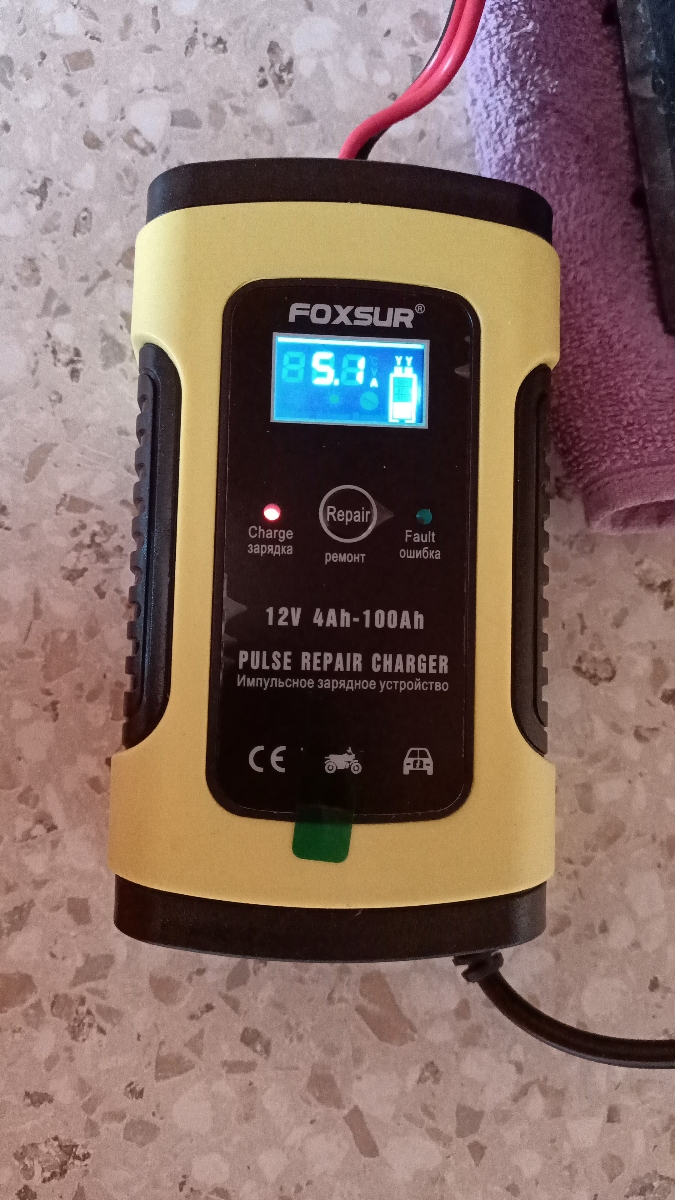 FOXSUR®
5.1 A
Repair
Charge
зарядка
ремонт
Fault
ошибка
12V 4Ah-100Ah
PULSE REPAIR CHARGER
Импульсное зарядное устройство
CE